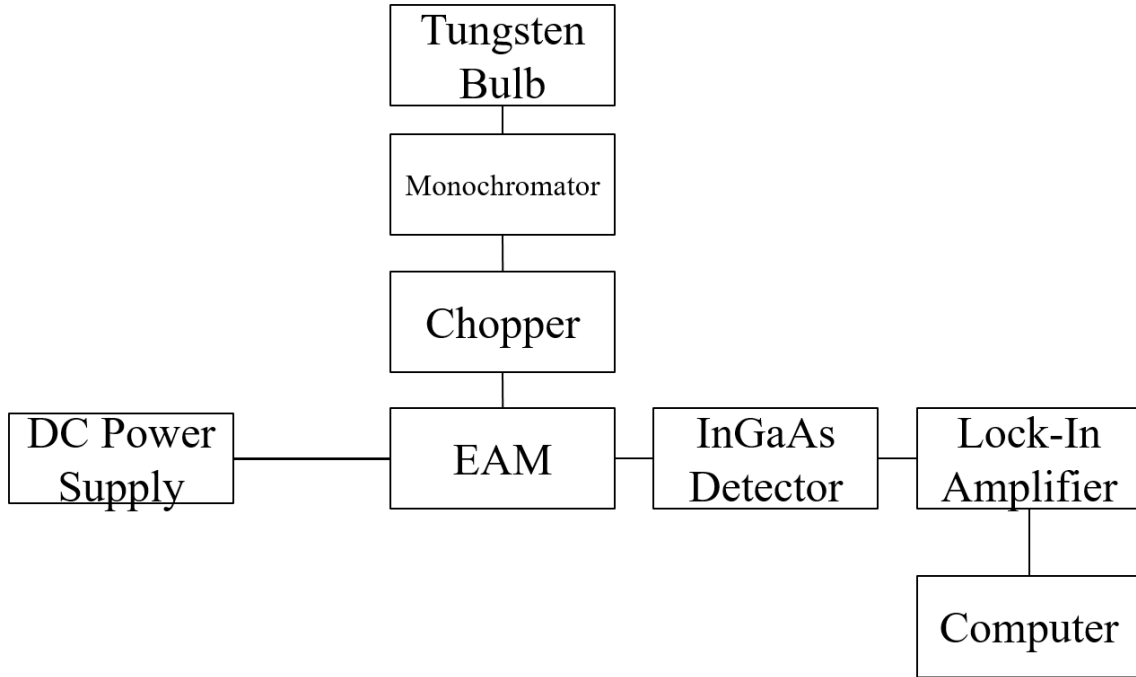 Tungsten
Bulb
Monochromator
Chopper
DC Power
Supply
EAM
InGaAs
Detector
Lock-In
Amplifier
Computer